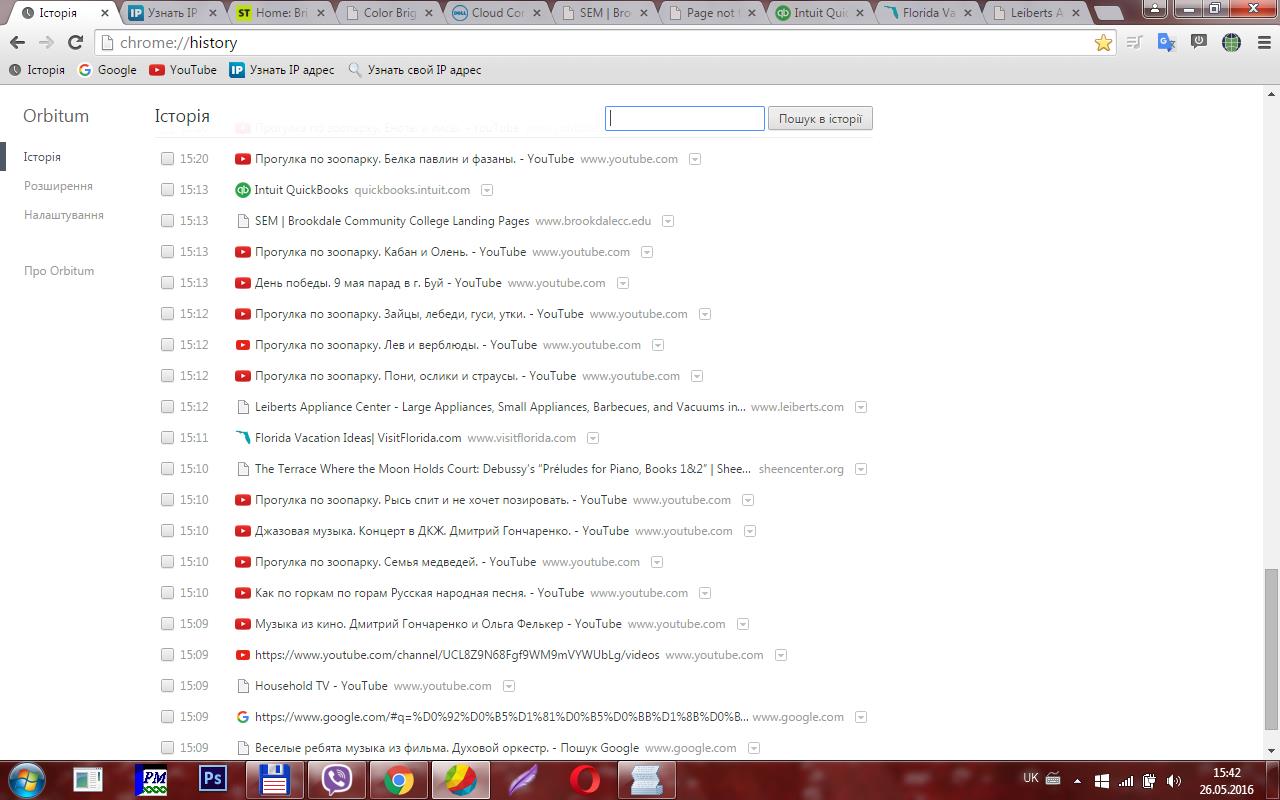 Історія
Узнать IP
Home: Bri
Color Brig
Cloud Cor
SEM | Bro
Page not
Intuit Quic
Florida Va
Leiberts A
chrome://history
Історія
Google
YouTube
IP Узнать IP адрес
Узнать свой IP адрес
Orbitum
Історія
Розширення
Налаштування
Про Orbitum
Історія
Пошук в історії
Прогулка по зоопарку. Еноты и лисы. - YouTube
15:20 Прогулка по зоопарку. Белка павлин и фазаны. - YouTube www.youtube.com
15:13 Intuit QuickBooks quickbooks.intuit.com
15:13 SEM | Brookdale Community College Landing Pages www.brookdalecc.edu
15:13 Прогулка по зоопарку. Кабан и Олень. - YouTube www.youtube.com
15:13 День победы. 9 мая парад в г. Буй - YouTube www.youtube.com
15:12 Прогулка по зоопарку. Зайцы, лебеди, гуси, утки. - YouTube www.youtube.com
15:12 Прогулка по зоопарку. Лев и верблюды. - YouTube www.youtube.com
15:12 Прогулка по зоопарку. Пони, ослики и страусы. - YouTube www.youtube.com
15:12 Leiberts Appliance Center - Large Appliances, Small Appliances, Barbecues, and Vacuums in... www.leiberts.com
15:11 Florida Vacation Ideas| VisitFlorida.com www.visitflorida.com
15:10 The Terrace Where the Moon Holds Court: Debussy's “Préludes for Piano, Books 1&2” | Shee... sheencenter.org
15:10 Прогулка по зоопарку. Рысь спит и не хочет позировать. - YouTube www.youtube.com
15:10 Джазовая музыка. Концерт в ДКЖ. Дмитрий Гончаренко. - YouTube www.youtube.com
15:10 Прогулка по зоопарку. Семья медведей. - YouTube www.youtube.com
15:10 Как по горкам по горам Русская народная песня. - YouTube www.youtube.com
15:09 Музыка из кино. Дмитрий Гончаренко и Ольга Фелькер - YouTube www.youtube.com
15:09 https://www.youtube.com/channel/UCL8Z9N68Fgf9WM9mVYWUbLg/videos www.youtube.com
15:09 Household TV - YouTube www.youtube.com
15:09 https://www.google.com/#q=%D0%92%D0%B5%D1%81%D0%B5%D0%BB%D1%8B%D0%B... www.google.com
15:09 Веселые ребята музыка из фильма. Духовой оркестр. - Пошук Google www.google.com
PM
Ps
UK
15:42
26.05.2016